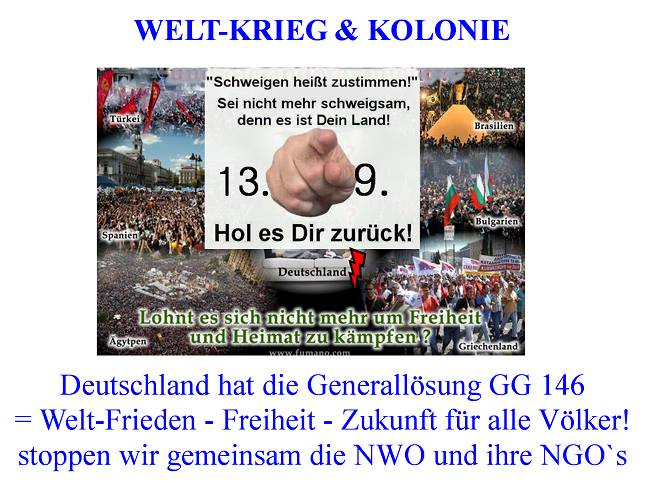 WELT-KRIEG & KOLONIE
"Schweigen heißt zustimmen!"
Sei nicht mehr schweigsam,
denn es ist Dein Land!
Türkei
Brasilien
13. 9.
Spanien
Bulgarien
Hol es Dir zurück!
Deutschland
Lohnt es sich nicht mehr um Freiheit
und Heimat zu kämpfen ?
Ägytpen
Griechenland
www.fumano.com
Deutschland hat die Generallösung GG 146
= Welt-Frieden - Freiheit - Zukunft für alle Völker!
stoppen wir gemeinsam die NWO und ihre NGO`s